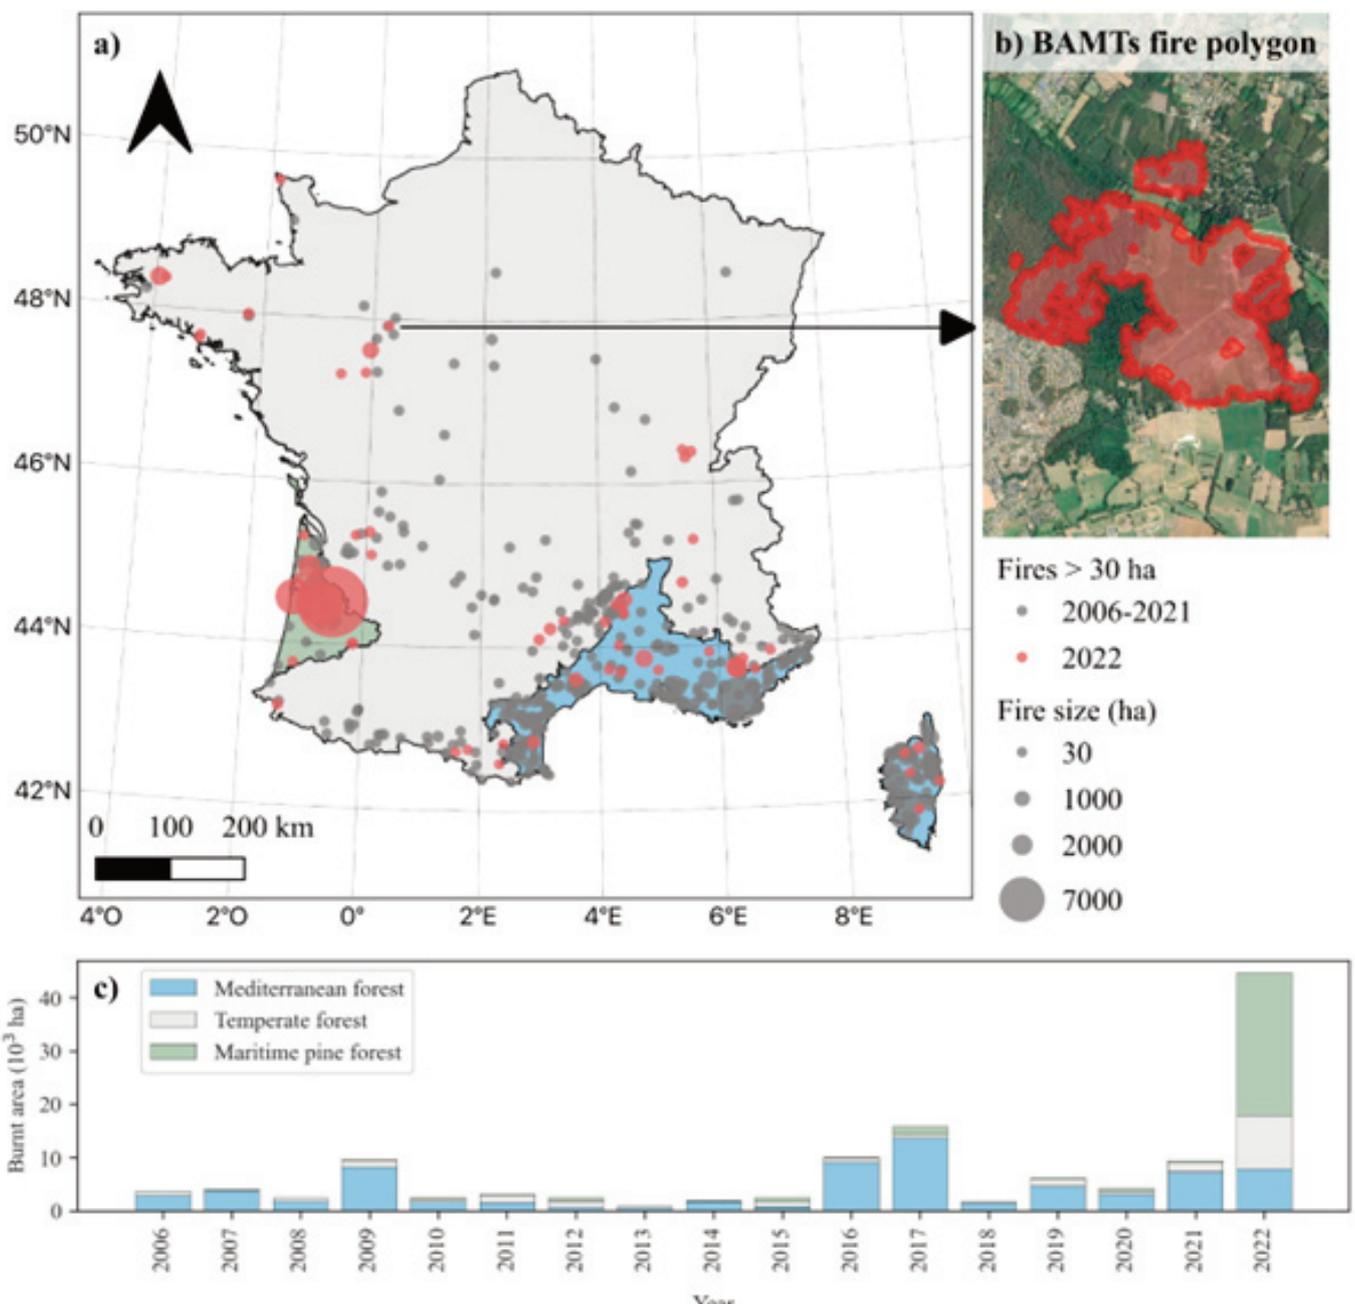 a)
b) BAMTs fire polygon
50°N
48°N
46°N
44°N
42°N
0 100 200 km
4°O 2°O 0° 2°E 4°E 6°E 8°E
Fires > 30 ha
2006-2021
2022
Fire size (ha)
30
1000
2000
7000
c)
Mediterranean forest
Temperate forest
Maritime pine forest
Burnt area (10³ ha)
40
30
20
10
0
2006 2007 2008 2009 2010 2011 2012 2013 2014 2015 2016 2017 2018 2019 2020 2021 2022
Year